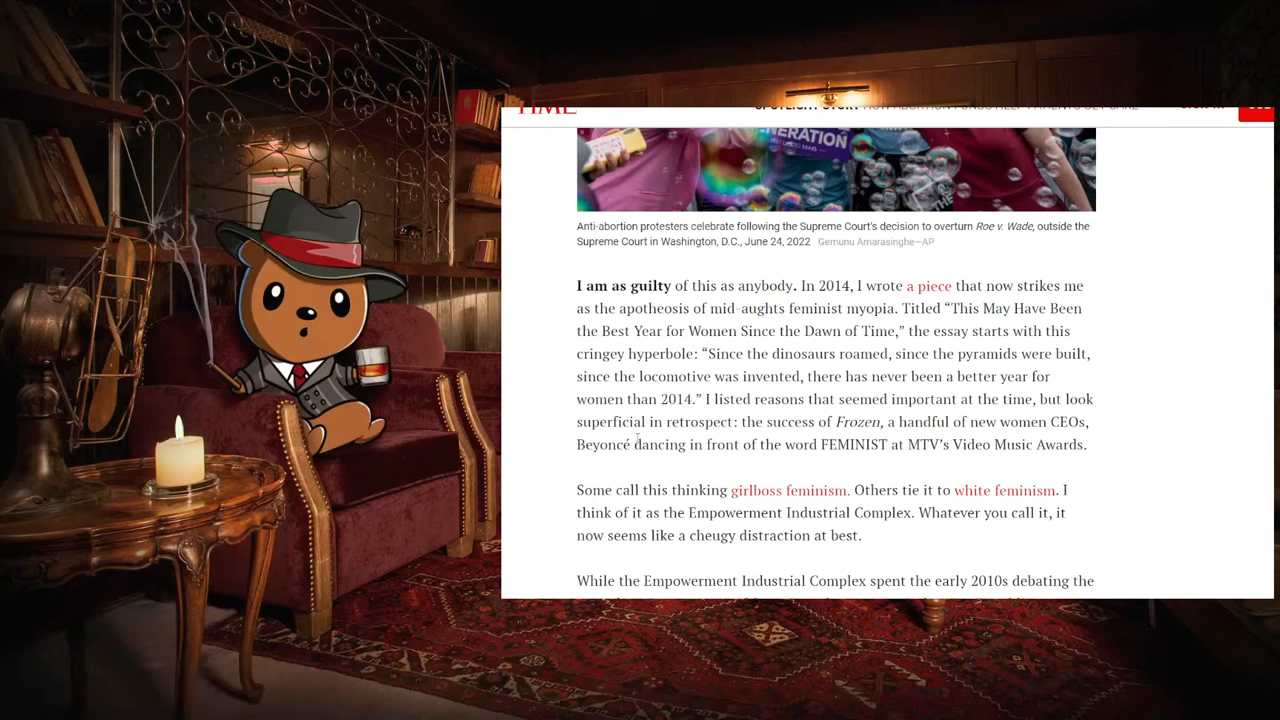 TIME
NERATION
Anti-abortion protesters celebrate following the Supreme Court's decision to overturn Roe v. Wade, outside the
Supreme Court in Washington, D.C., June 24, 2022 Gemunu Amarasinghe—AP
I am as guilty of this as anybody. In 2014, I wrote a piece that now strikes me
as the apotheosis of mid-aughts feminist myopia. Titled “This May Have Been
the Best Year for Women Since the Dawn of Time,” the essay starts with this
cringey hyperbole: “Since the dinosaurs roamed, since the pyramids were built,
since the locomotive was invented, there has never been a better year for
women than 2014.” I listed reasons that seemed important at the time, but look
superficial in retrospect: the success of Frozen, a handful of new women CEOs,
Beyoncé dancing in front of the word FEMINIST at MTV’s Video Music Awards.
Some call this thinking girlboss feminism. Others tie it to white feminism. I
think of it as the Empowerment Industrial Complex. Whatever you call it, it
now seems like a cheugy distraction at best.
While the Empowerment Industrial Complex spent the early 2010s debating the